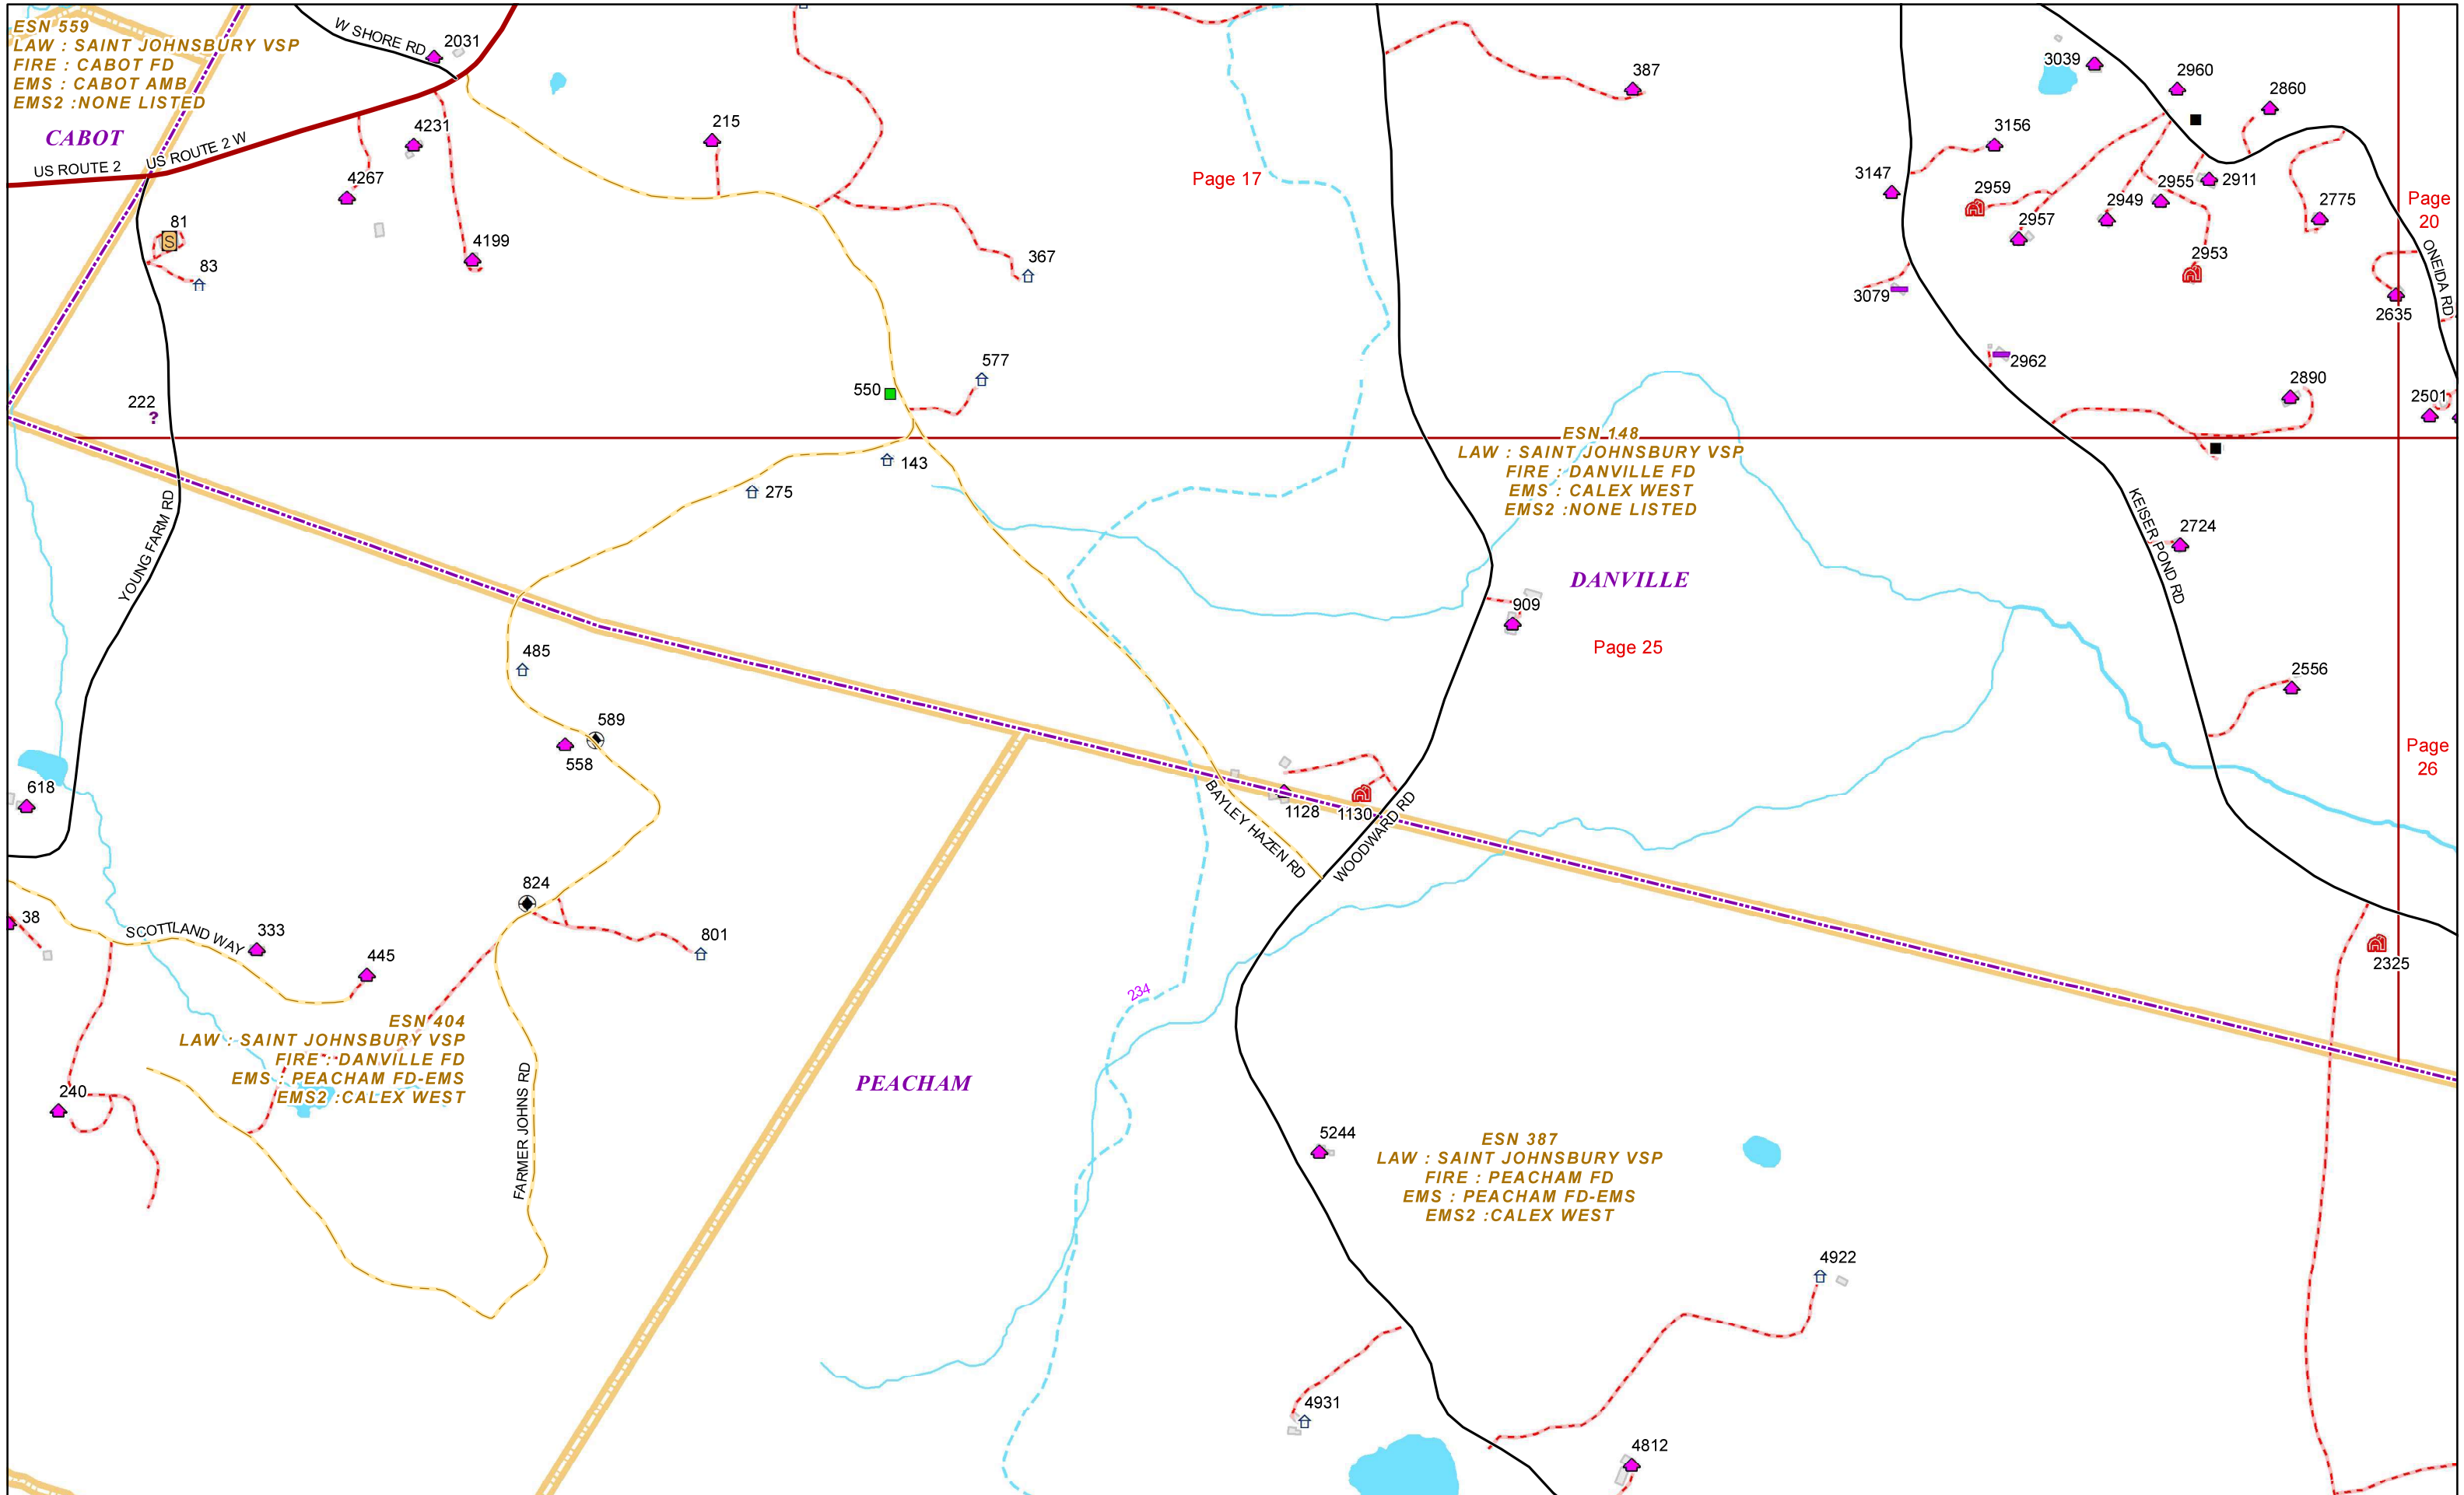 ESN 559
LAW : SAINT JOHNSBURY VSP
FIRE : CABOT FD
EMS : CABOT AMB
EMS2 :NONE LISTED
CABOT
US ROUTE 2
US ROUTE 2 W
W SHORE RD
2031
4231
4267
4199
81
S
83
222
?
215
367
577
550
143
275
Page 17
387
3039
2960
2860
3156
3147
2959
2957
2949
2955
2911
2953
2775
Page
20
ONEIDA RD
2635
3079
2962
2890
2501
ESN 148
LAW : SAINT JOHNSBURY VSP
FIRE : DANVILLE FD
EMS : CALEX WEST
EMS2 :NONE LISTED
DANVILLE
Page 25
909
KEISER POND RD
2724
2556
Page
26
2325
YOUNG FARM RD
485
589
558
618
824
801
38
SCOTTLAND WAY
333
445
240
ESN 404
LAW : SAINT JOHNSBURY VSP
FIRE : DANVILLE FD
EMS : PEACHAM FD-EMS
EMS2 :CALEX WEST
FARMER JOHNS RD
PEACHAM
234
BAYLEY HAZEN RD
WOODWARD RD
1128
1130
5244
ESN 387
LAW : SAINT JOHNSBURY VSP
FIRE : PEACHAM FD
EMS : PEACHAM FD-EMS
EMS2 :CALEX WEST
4922
4931
4812